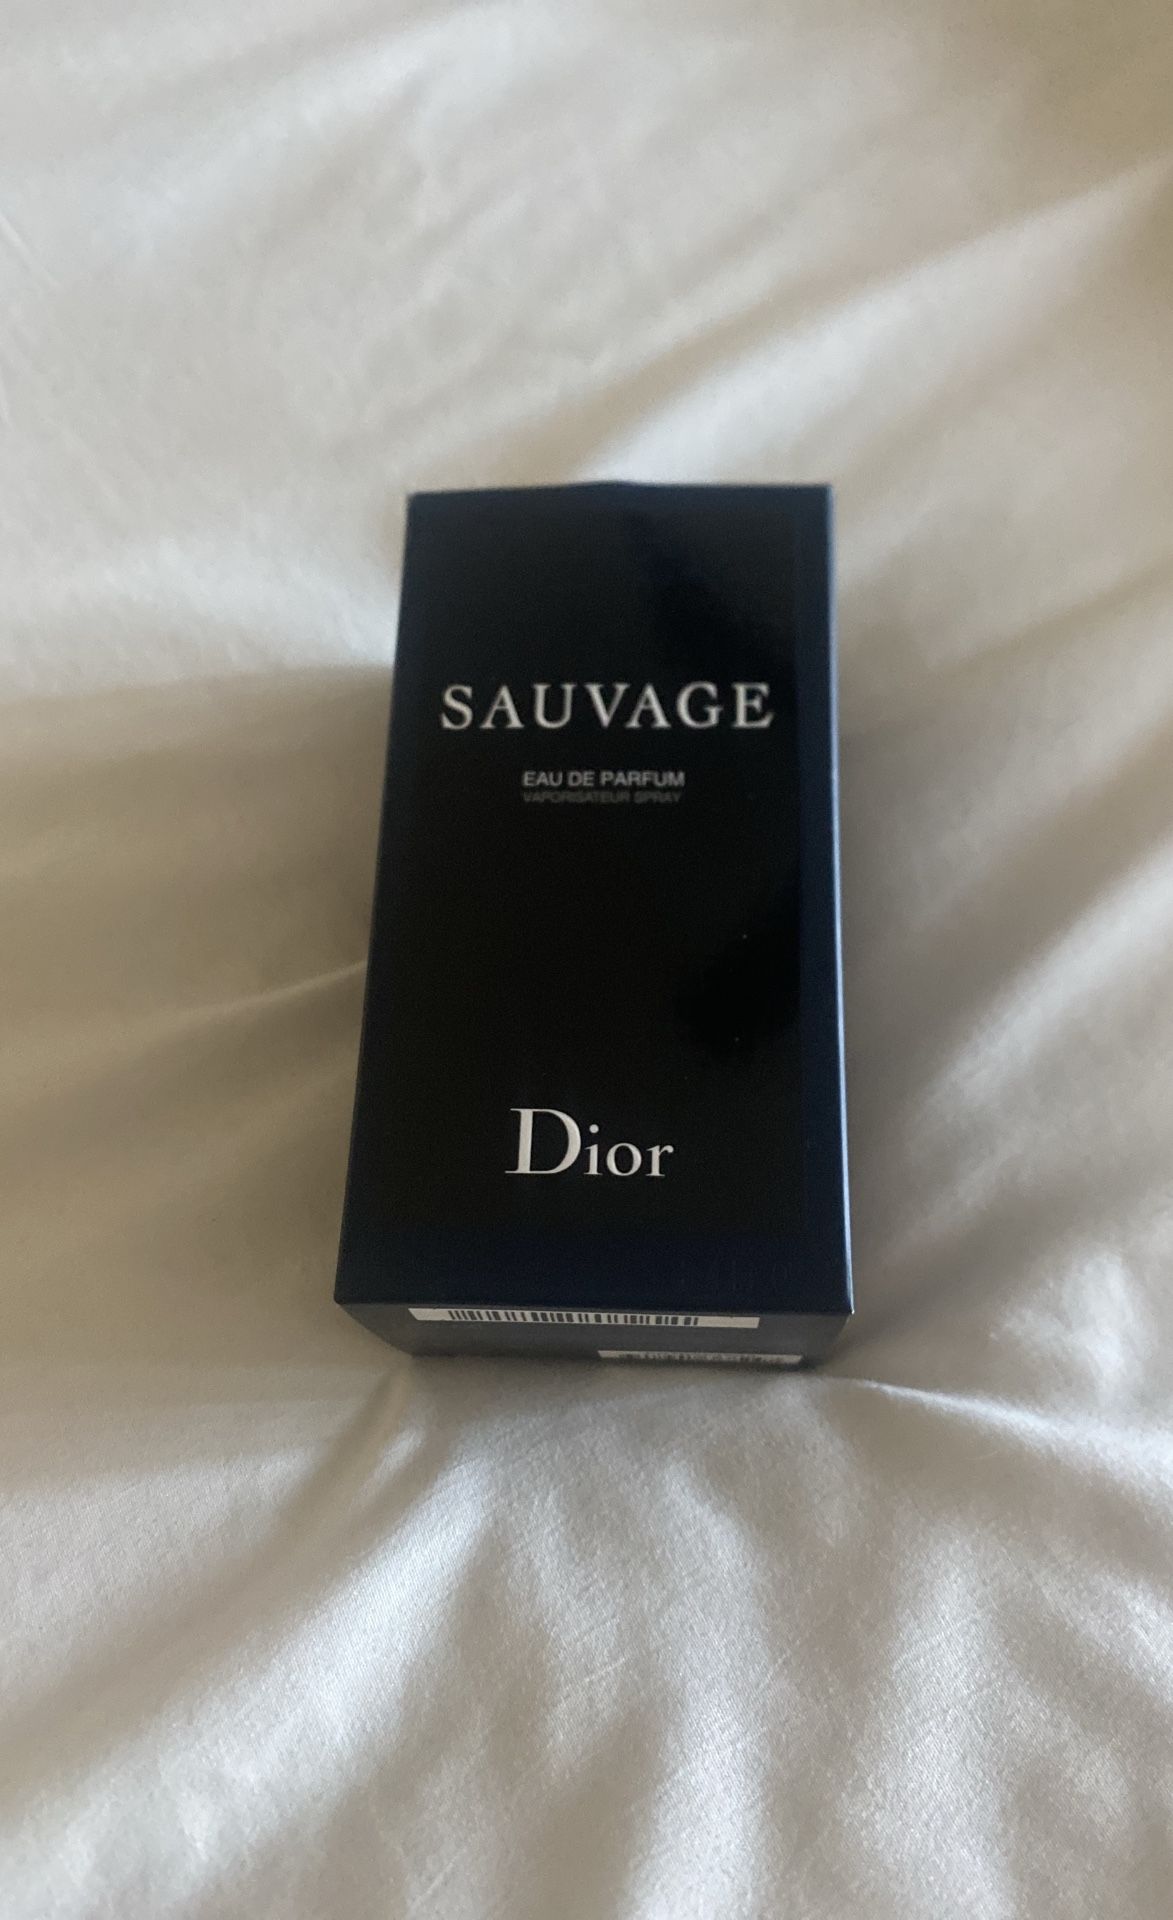 SAUVAGE
EAU DE PARFUM
VAPORISATEUR SPRAY
Dior